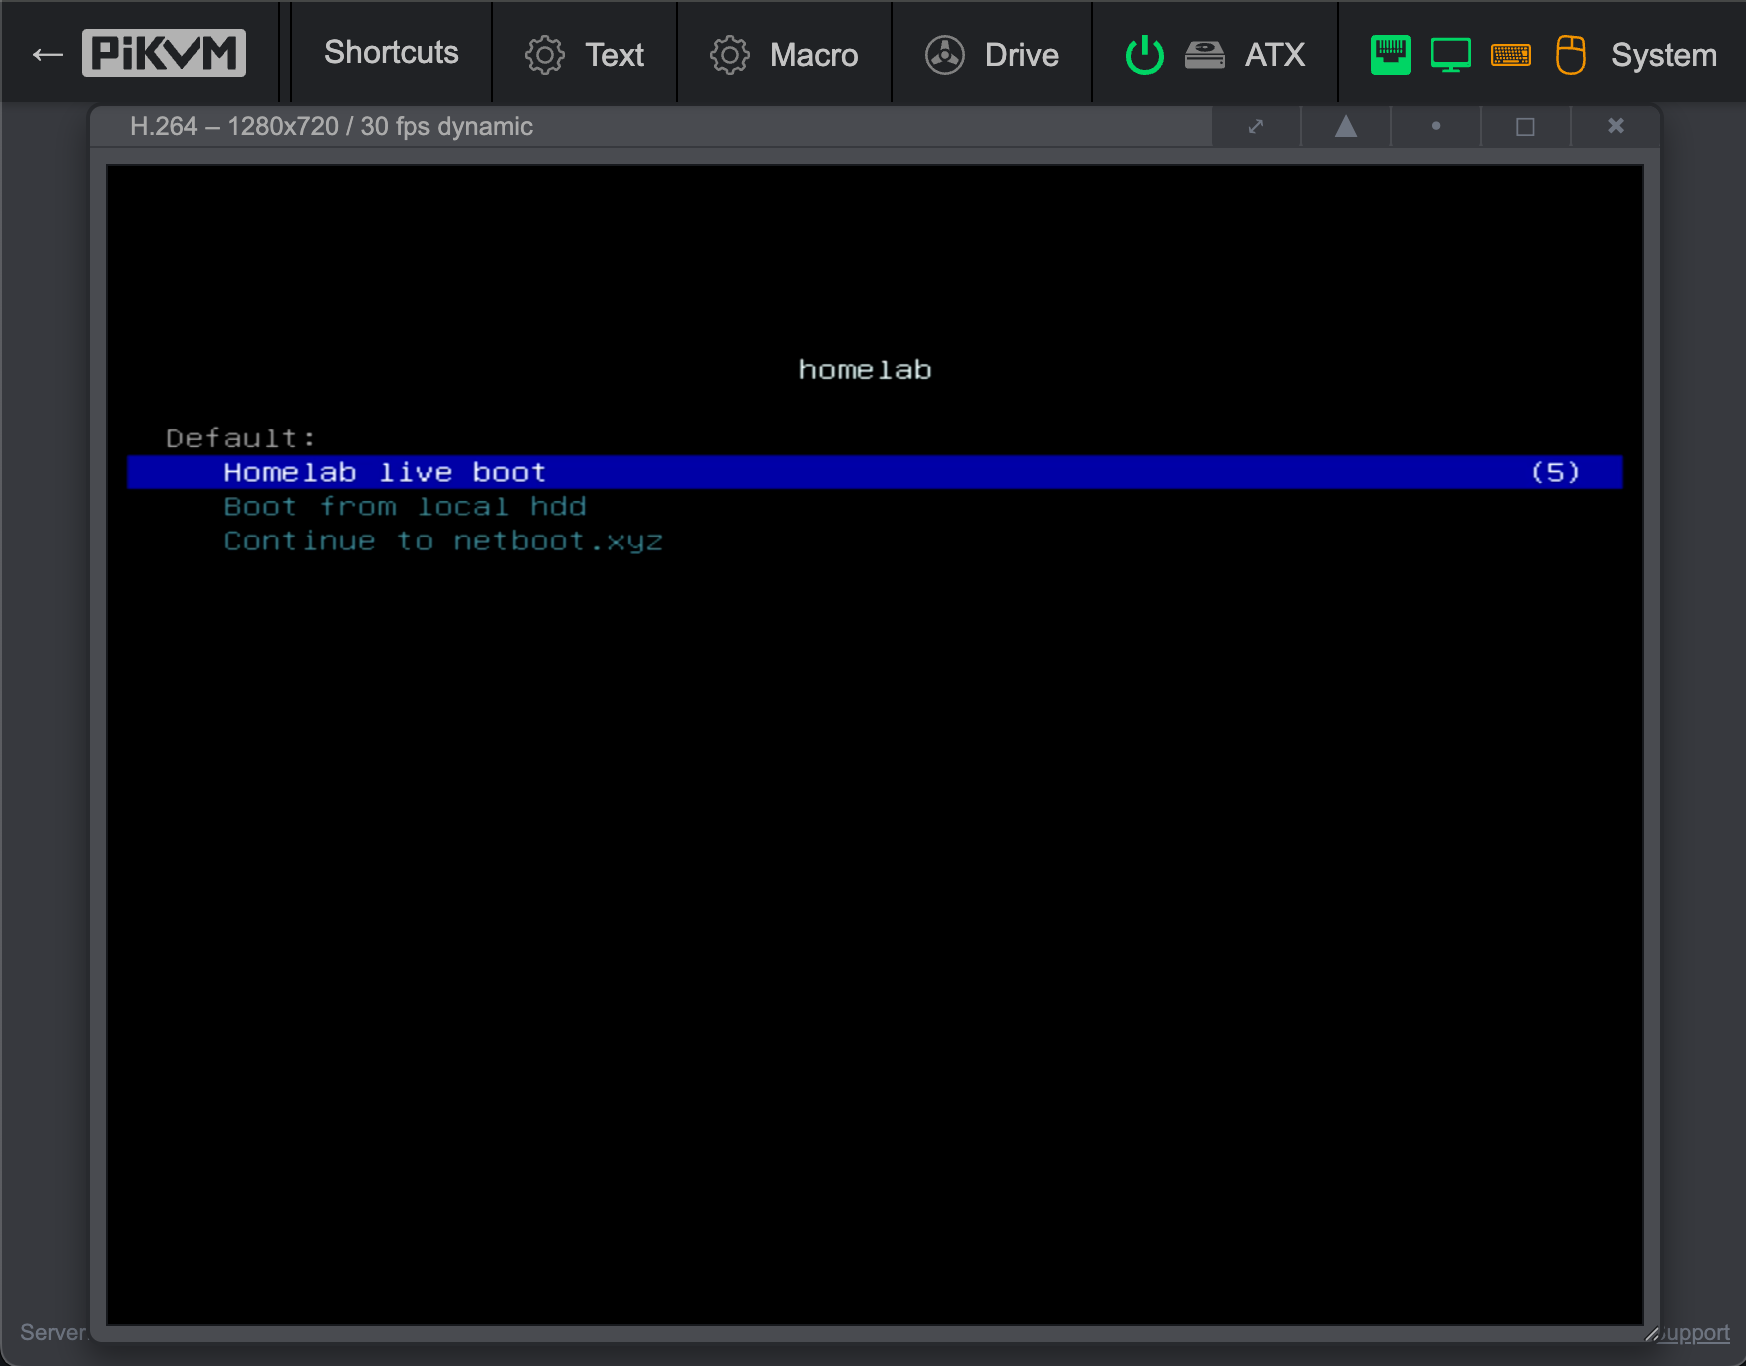 ← PiKVM Shortcuts Text Macro Drive ATX System
H.264 – 1280x720 / 30 fps dynamic
homelab
Default:
Homelab live boot (5)
Boot from local hdd
Continue to netboot.xyz
Server
upport